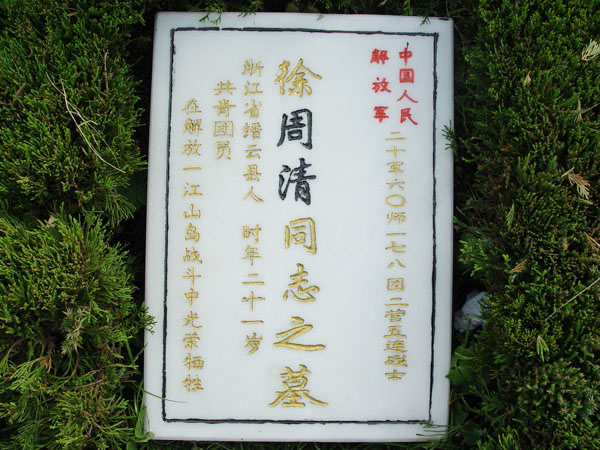 中国人民
解放军
二十军六〇师一七八团二营五连战士
徐周清同志之墓
浙江省缙云县人 时年二十一岁
共青团员
在解放一江山岛战斗中光荣牺牲